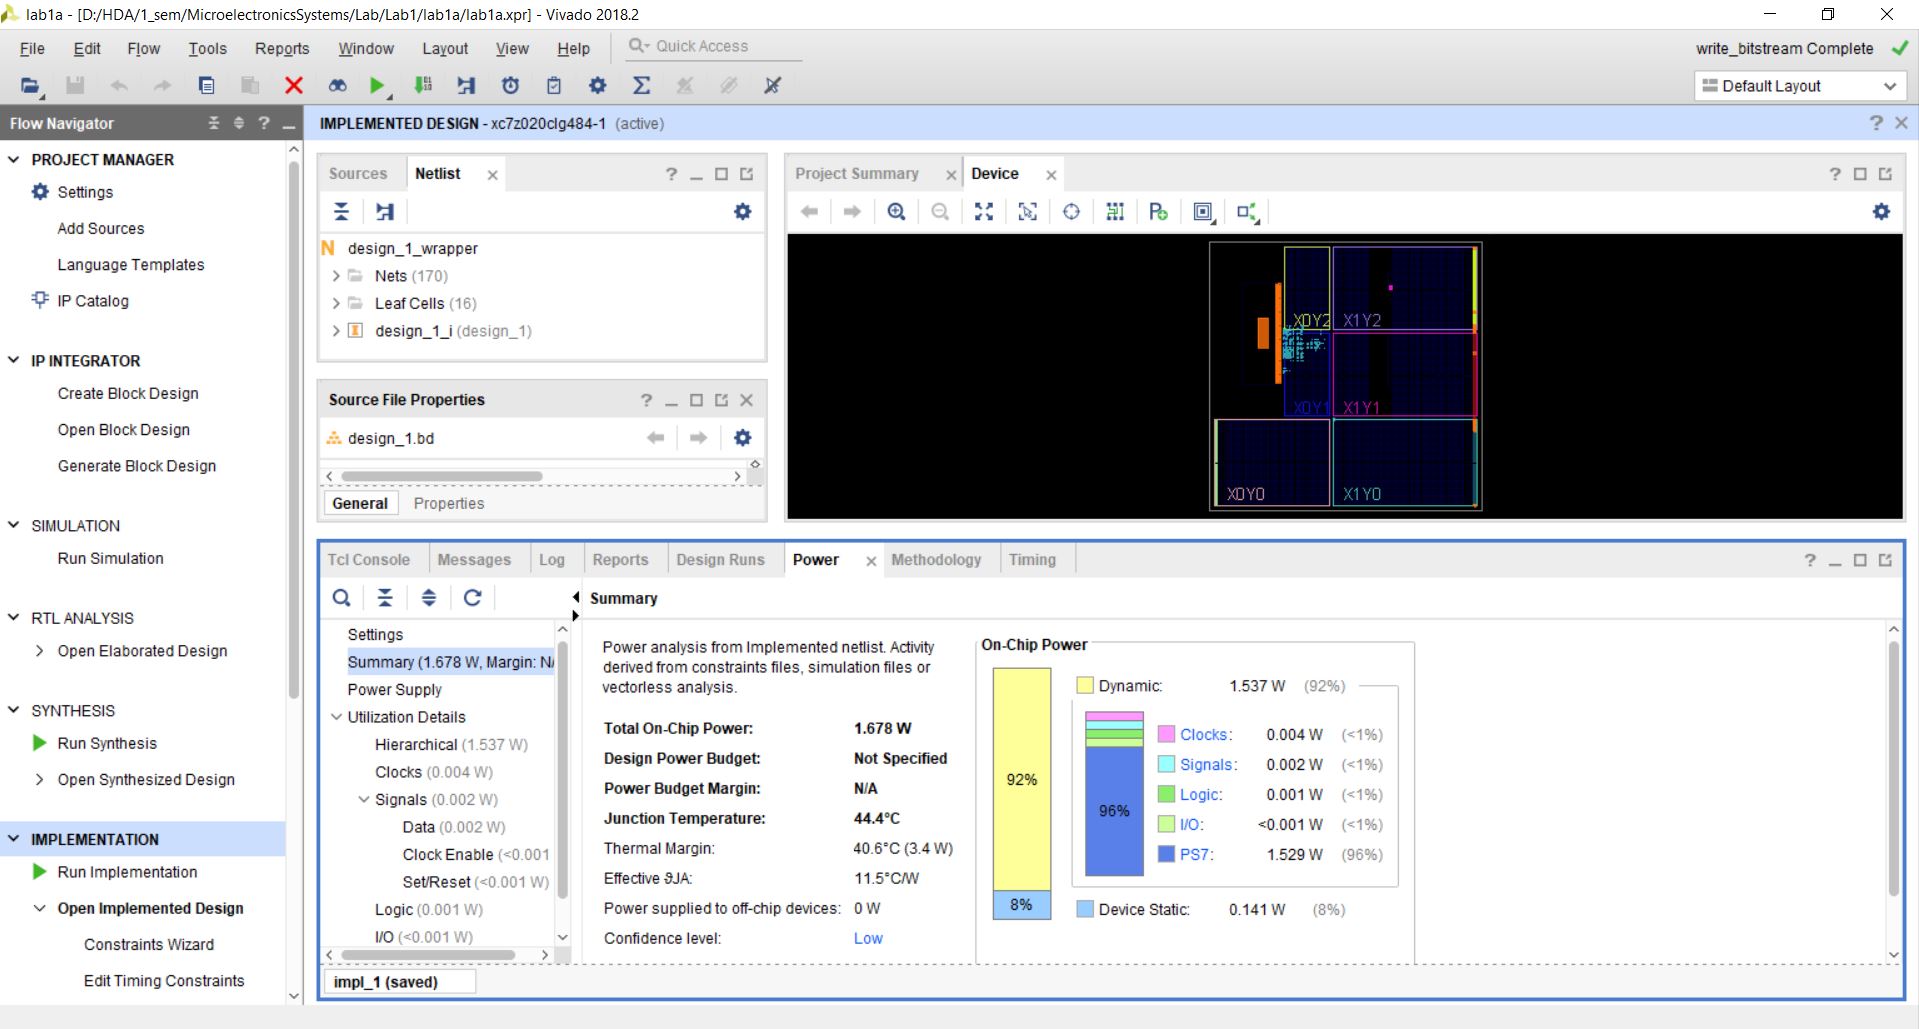 lab1a - [D:/HDA/1_sem/MicroelectronicsSystems/Lab/Lab1/lab1a/lab1a.xpr] - Vivado 2018.2
File Edit Flow Tools Reports Window Layout View Help Quick Access
write_bitstream Complete
Default Layout
Flow Navigator
PROJECT MANAGER
Settings
Add Sources
Language Templates
IP Catalog
IP INTEGRATOR
Create Block Design
Open Block Design
Generate Block Design
SIMULATION
Run Simulation
RTL ANALYSIS
Open Elaborated Design
SYNTHESIS
Run Synthesis
Open Synthesized Design
IMPLEMENTATION
Run Implementation
Open Implemented Design
Constraints Wizard
Edit Timing Constraints
IMPLEMENTED DESIGN - xc7z020clg484-1 (active)
Sources Netlist
N design_1_wrapper
Nets (170)
Leaf Cells (16)
design_1_i (design_1)
Source File Properties
design_1.bd
General Properties
Project Summary Device
X0Y2 X1Y2
X0Y1 X1Y1
X0Y0 X1Y0
Tcl Console Messages Log Reports Design Runs Power Methodology Timing
Settings
Summary (1.678 W, Margin: N/
Power Supply
Utilization Details
Hierarchical (1.537 W)
Clocks (0.004 W)
Signals (0.002 W)
Data (0.002 W)
Clock Enable (<0.001
Set/Reset (<0.001 W)
Logic (0.001 W)
I/O (<0.001 W)
Summary
Power analysis from Implemented netlist. Activity
derived from constraints files, simulation files or
vectorless analysis.
Total On-Chip Power: 1.678 W
Design Power Budget: Not Specified
Power Budget Margin: N/A
Junction Temperature: 44.4°C
Thermal Margin: 40.6°C (3.4 W)
Effective ϑJA: 11.5°C/W
Power supplied to off-chip devices: 0 W
Confidence level: Low
On-Chip Power
92%
8%
Dynamic: 1.537 W (92%)
96%
Clocks: 0.004 W (<1%)
Signals: 0.002 W (<1%)
Logic: 0.001 W (<1%)
I/O: <0.001 W (<1%)
PS7: 1.529 W (96%)
Device Static: 0.141 W (8%)
impl_1 (saved)